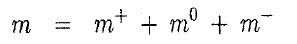 m = m⁺ + m⁰ + m⁻